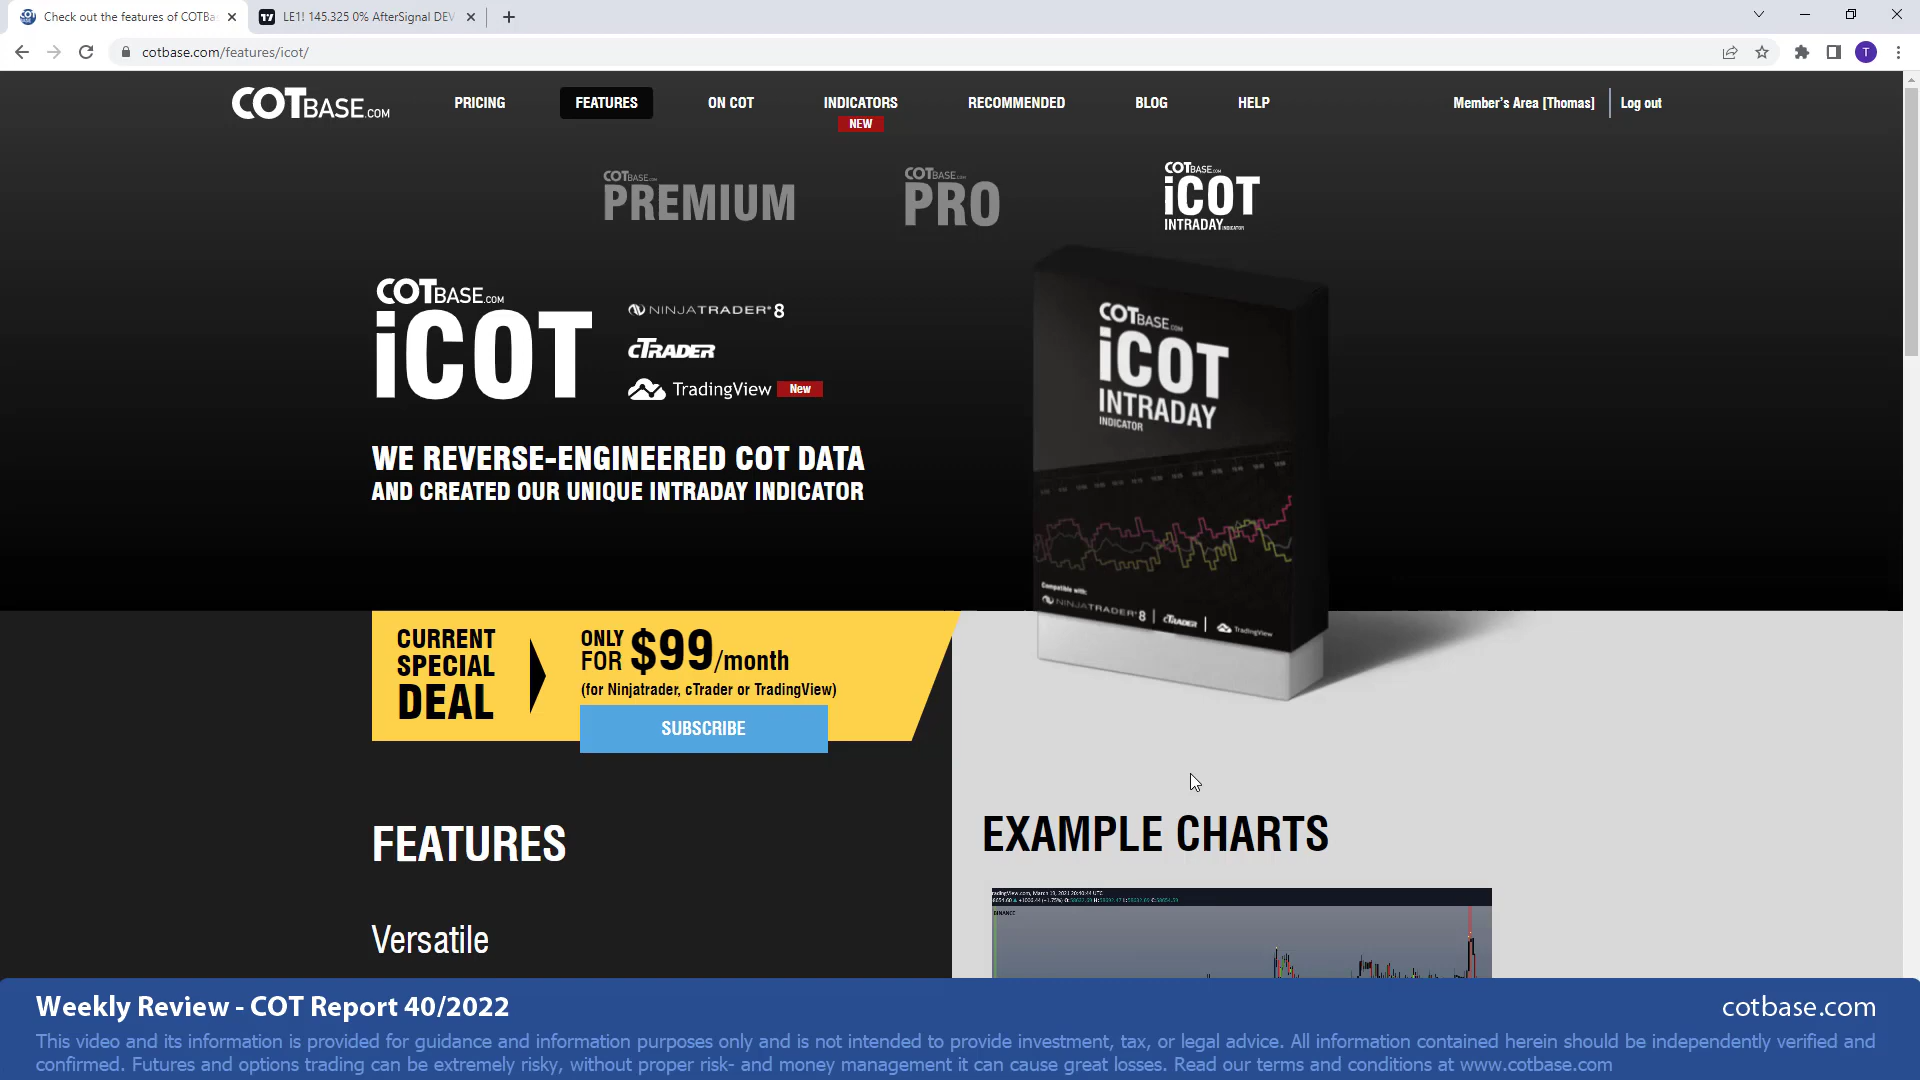 Check out the features of COTBa
LE1! 145.325 0% AfterSignal DEV
cotbase.com/features/icot/
T
COTBASE.COM
PRICING
FEATURES
ON COT
INDICATORS
NEW
RECOMMENDED
BLOG
HELP
Member's Area [Thomas]
Log out
COTBASE.COM
PREMIUM
COTBASE.COM
PRO
COTBASE.COM
iCOT
INTRADAY INDICATOR
COTBASE.COM
iCOT
NINJATRADER 8
cTRADER
TradingView New
WE REVERSE-ENGINEERED COT DATA
AND CREATED OUR UNIQUE INTRADAY INDICATOR
COTBASE.COM
iCOT
INTRADAY
INDICATOR
Compatible with:
NINJATRADER 8 | cTRADER | TradingView
CURRENT
SPECIAL
DEAL
ONLY
FOR $99/month
(for Ninjatrader, cTrader or TradingView)
SUBSCRIBE
FEATURES
Versatile
EXAMPLE CHARTS
BINANCE
Weekly Review - COT Report 40/2022
cotbase.com
This video and its information is provided for guidance and information purposes only and is not intended to provide investment, tax, or legal advice. All information contained herein should be independently verified and
confirmed. Futures and options trading can be extremely risky, without proper risk- and money management it can cause great losses. Read our terms and conditions at www.cotbase.com